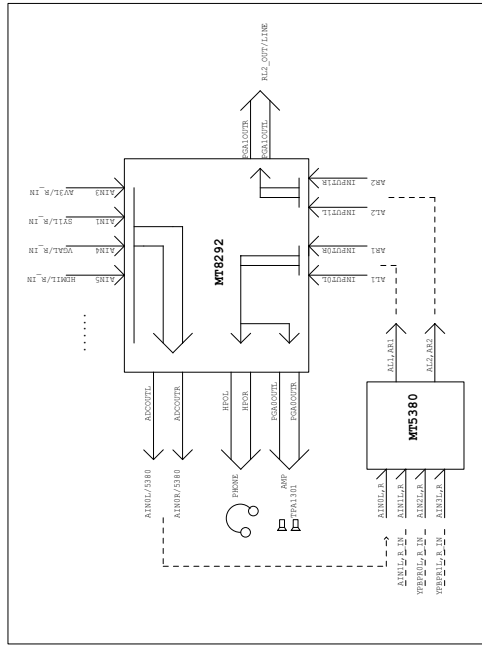 RL2_OUT/LINE
PGA1OUTR
PGA1OUTL
AV3L/R_IN
AIN3
SY1L/R_IN
AIN1
VGAL/R_IN
AIN4
HDMIL/R_IN
AIN5
......
MT8292
INPUT1R
AR2
INPUT1L
AL2
INPUT0R
AR1
INPUT0L
AL1
ADCOUTL
ADCOUTR
HPOL
HPOR
PGA0OUTL
PGA0OUTR
AIN0L/5380
AIN0R/5380
PHONE
AMP
TPA1301
AL1,AR1
AL2,AR2
MT5380
AIN0L,R
AIN1L,R
AIN2L,R
AIN3L,R
AIN1L,R_IN
YPBPR0L,R_IN
YPBPR1L,R_IN